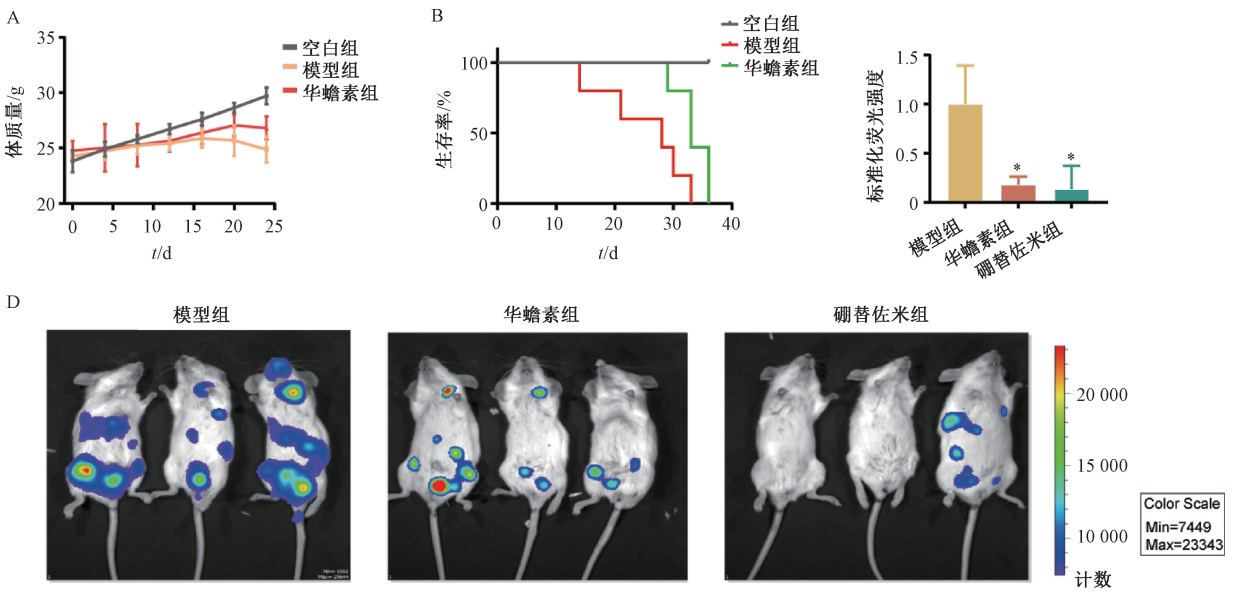 A
35
30
25
20
体质量/g
0
5
10
15
20
25
t/d
空白组
模型组
华蟾素组
B
100
50
0
生存率/%
0
10
20
30
40
t/d
空白组
模型组
华蟾素组
1.5
1.0
0.5
0
标准化荧光强度
*
*
模型组
华蟾素组
硼替佐米组
D
模型组
华蟾素组
硼替佐米组
20 000
15 000
10 000
计数
Color Scale
Min=7449
Max=23343